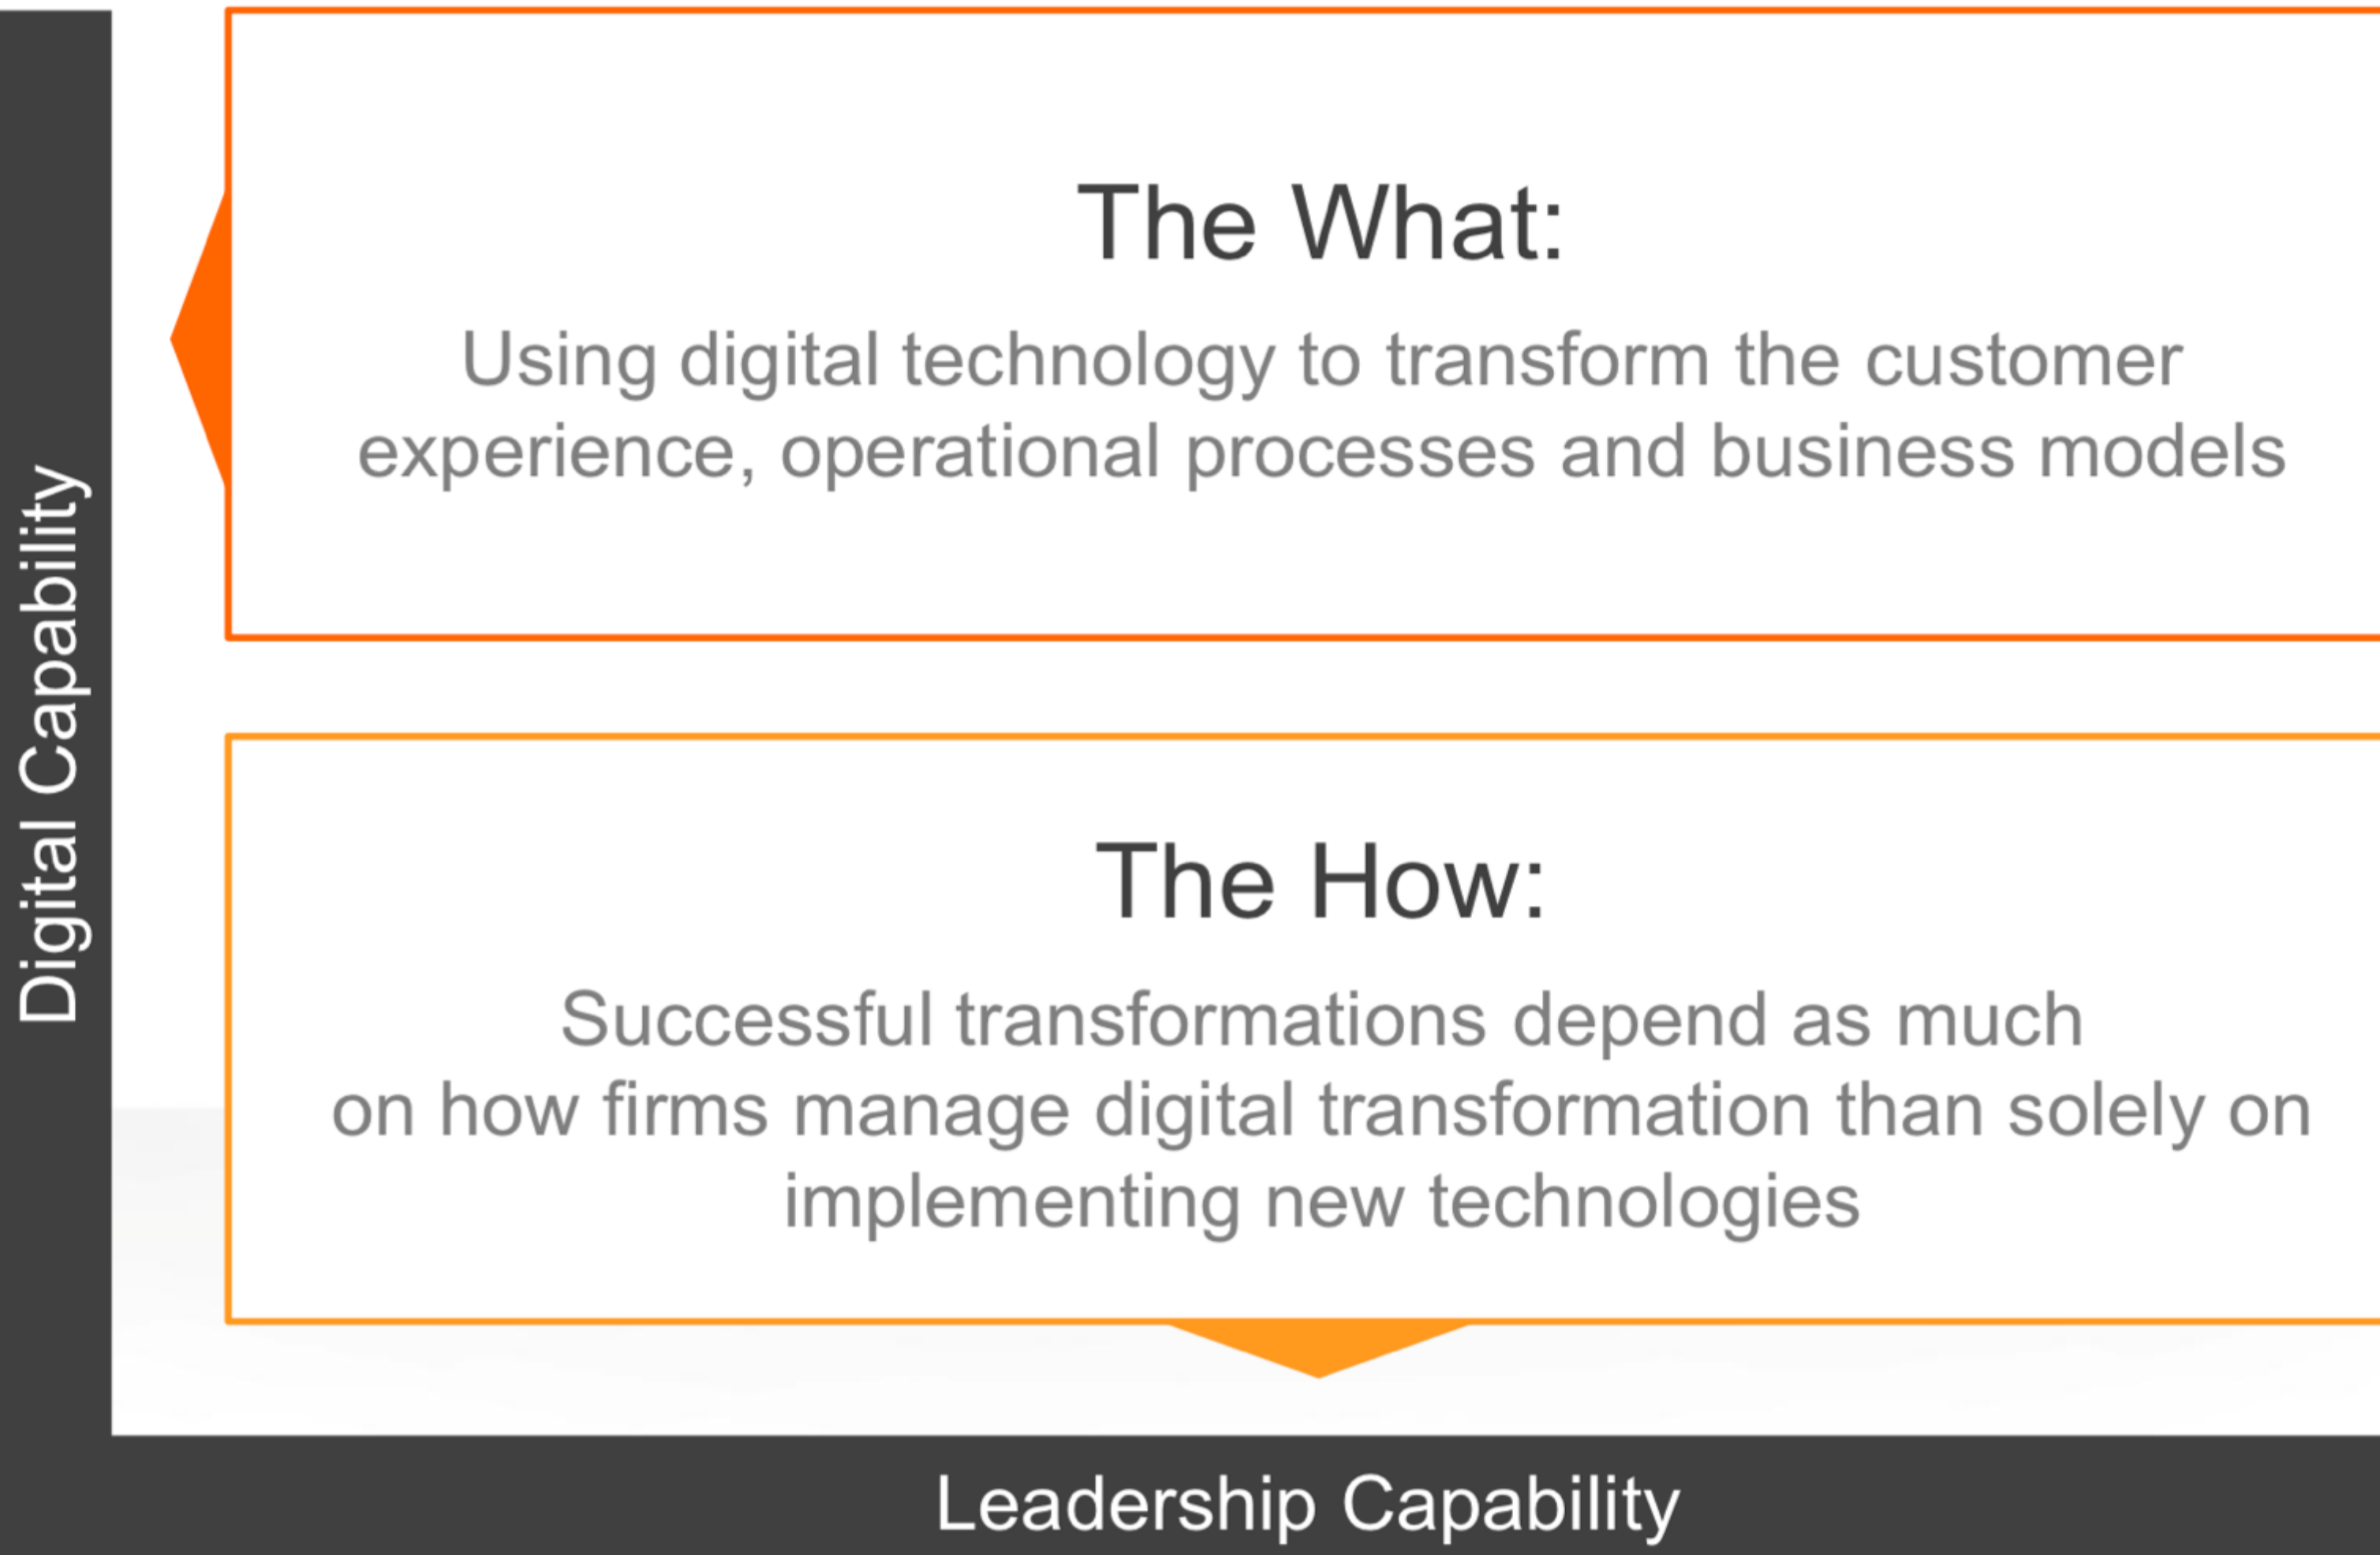 Digital Capability
The What:
Using digital technology to transform the customer
experience, operational processes and business models
The How:
Successful transformations depend as much
on how firms manage digital transformation than solely on
implementing new technologies
Leadership Capability